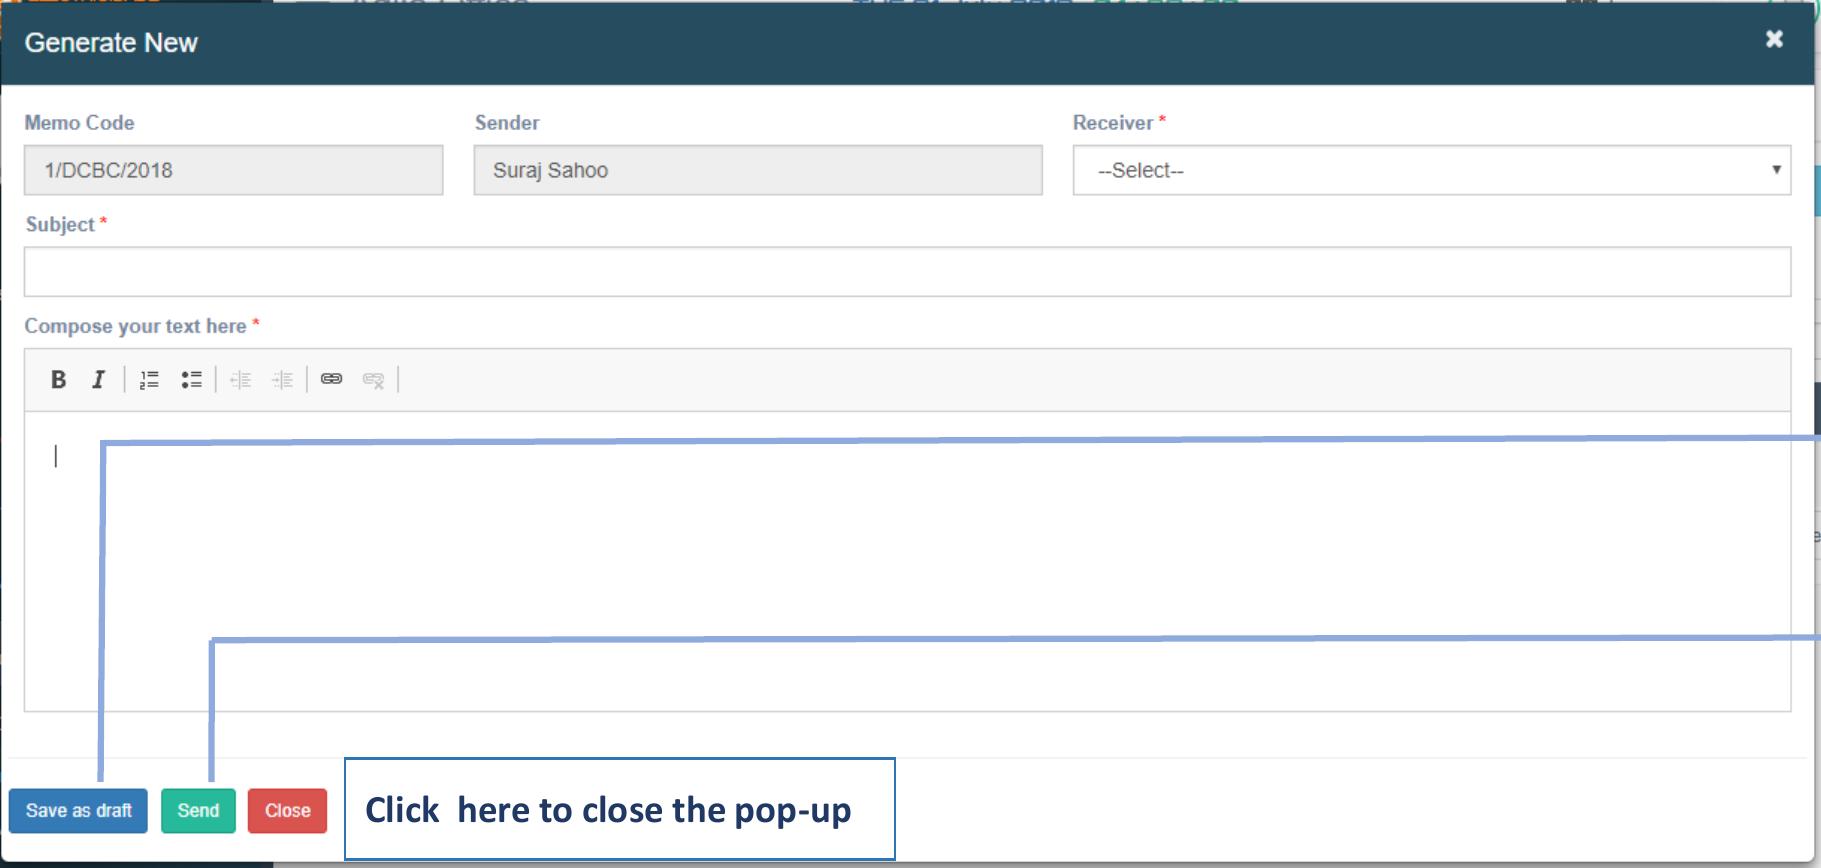 Generate New
Memo Code Sender Receiver *
1/DCBC/2018 Suraj Sahoo --Select--
Subject *
Compose your text here *
B I
Save as draft Send Close Click here to close the pop-up